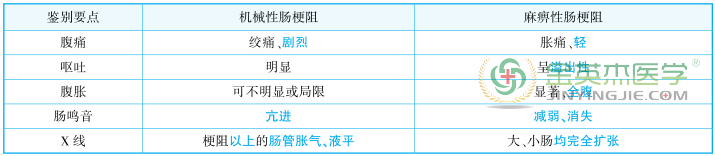 鉴别要点 机械性肠梗阻 麻痹性肠梗阻
腹痛 绞痛、剧烈 胀痛、轻
呕吐 明显 呈溢出性
腹胀 可不明显或局限 显著、全腹
肠鸣音 亢进 减弱、消失
X 线 梗阻以上的肠管胀气、液平 大、小肠均完全扩张
金英杰医学®
JINYINGJIE.COM